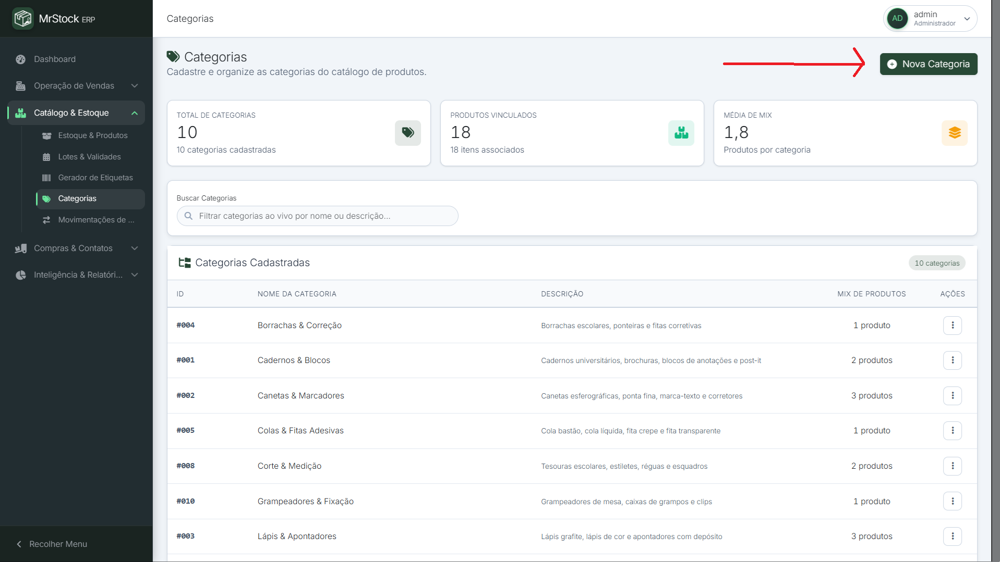 MrStock ERP
Categorias
AD
admin
Administrador
Dashboard
Operação de Vendas
Catálogo & Estoque
Estoque & Produtos
Lotes & Validades
Gerador de Etiquetas
Categorias
Movimentações de ...
Compras & Contatos
Inteligência & Relatóri...
Recolher Menu
Categorias
Cadastre e organize as categorias do catálogo de produtos.
Nova Categoria
TOTAL DE CATEGORIAS
10
10 categorias cadastradas
PRODUTOS VINCULADOS
18
18 itens associados
MÉDIA DE MIX
1,8
Produtos por categoria
Buscar Categorias
Filtrar categorias ao vivo por nome ou descrição...
Categorias Cadastradas
10 categorias
ID NOME DA CATEGORIA DESCRIÇÃO MIX DE PRODUTOS AÇÕES
#004 Borrachas & Correção Borrachas escolares, ponteiras e fitas corretivas 1 produto
#001 Cadernos & Blocos Cadernos universitários, brochuras, blocos de anotações e post-it 2 produtos
#002 Canetas & Marcadores Canetas esferográficas, ponta fina, marca-texto e corretores 3 produtos
#005 Colas & Fitas Adesivas Cola bastão, cola líquida, fita crepe e fita transparente 1 produto
#008 Corte & Medição Tesouras escolares, estiletes, réguas e esquadros 2 produtos
#010 Grampeadores & Fixação Grampeadores de mesa, caixas de grampos e clips 1 produto
#003 Lápis & Apontadores Lápis grafite, lápis de cor e apontadores com depósito 3 produtos